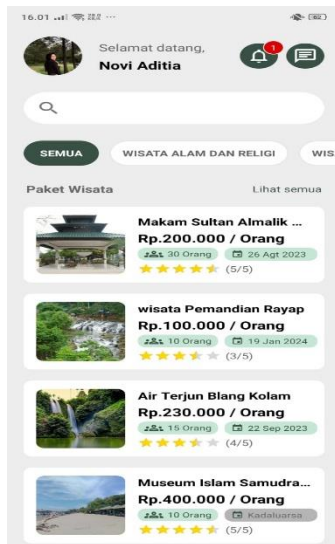 16.01
Selamat datang,
Novi Aditia
1
SEMUA
WISATA ALAM DAN RELIGI
WIS
Paket Wisata
Lihat semua
Makam Sultan Almalik ...
Rp.200.000 / Orang
30 Orang
26 Agt 2023
(5/5)
wisata Pemandian Rayap
Rp.100.000 / Orang
10 Orang
19 Jan 2024
(3/5)
Air Terjun Blang Kolam
Rp.230.000 / Orang
15 Orang
22 Sep 2023
(4/5)
Museum Islam Samudra...
Rp.400.000 / Orang
10 Orang
Kadaluarsa
(5/5)